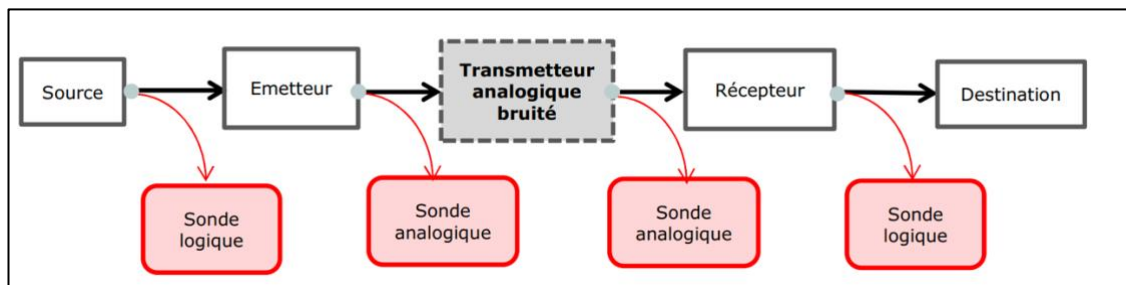 Source
Emetteur
Transmetteur
analogique
bruité
Récepteur
Destination
Sonde
logique
Sonde
analogique
Sonde
analogique
Sonde
logique